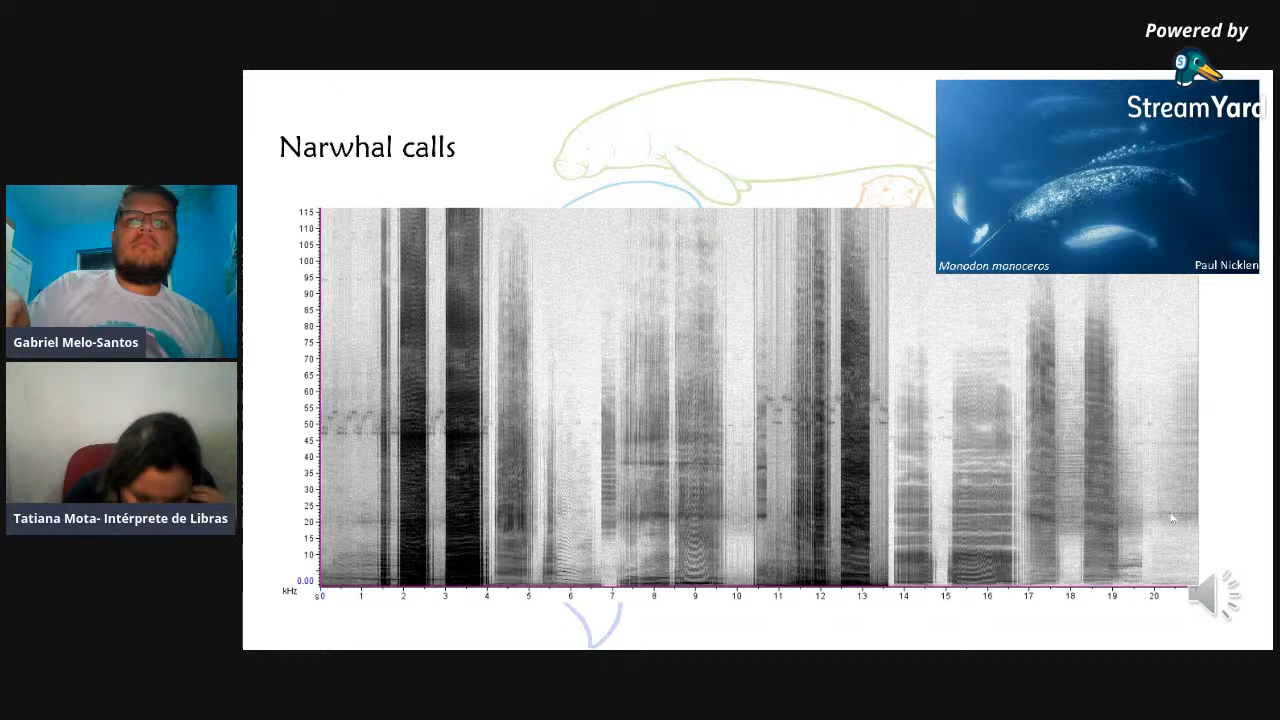 Powered by
StreamYard
Narwhal calls
Monodon monoceros
Paul Nicklen
115
110
105
100
95
90
85
80
75
70
65
60
55
50
45
40
35
30
25
20
15
10
0.00
kHz
s0 1 2 3 4 5 6 7 8 9 10 11 12 13 14 15 16 17 18 19 20
Gabriel Melo-Santos
Tatiana Mota- Intérprete de Libras